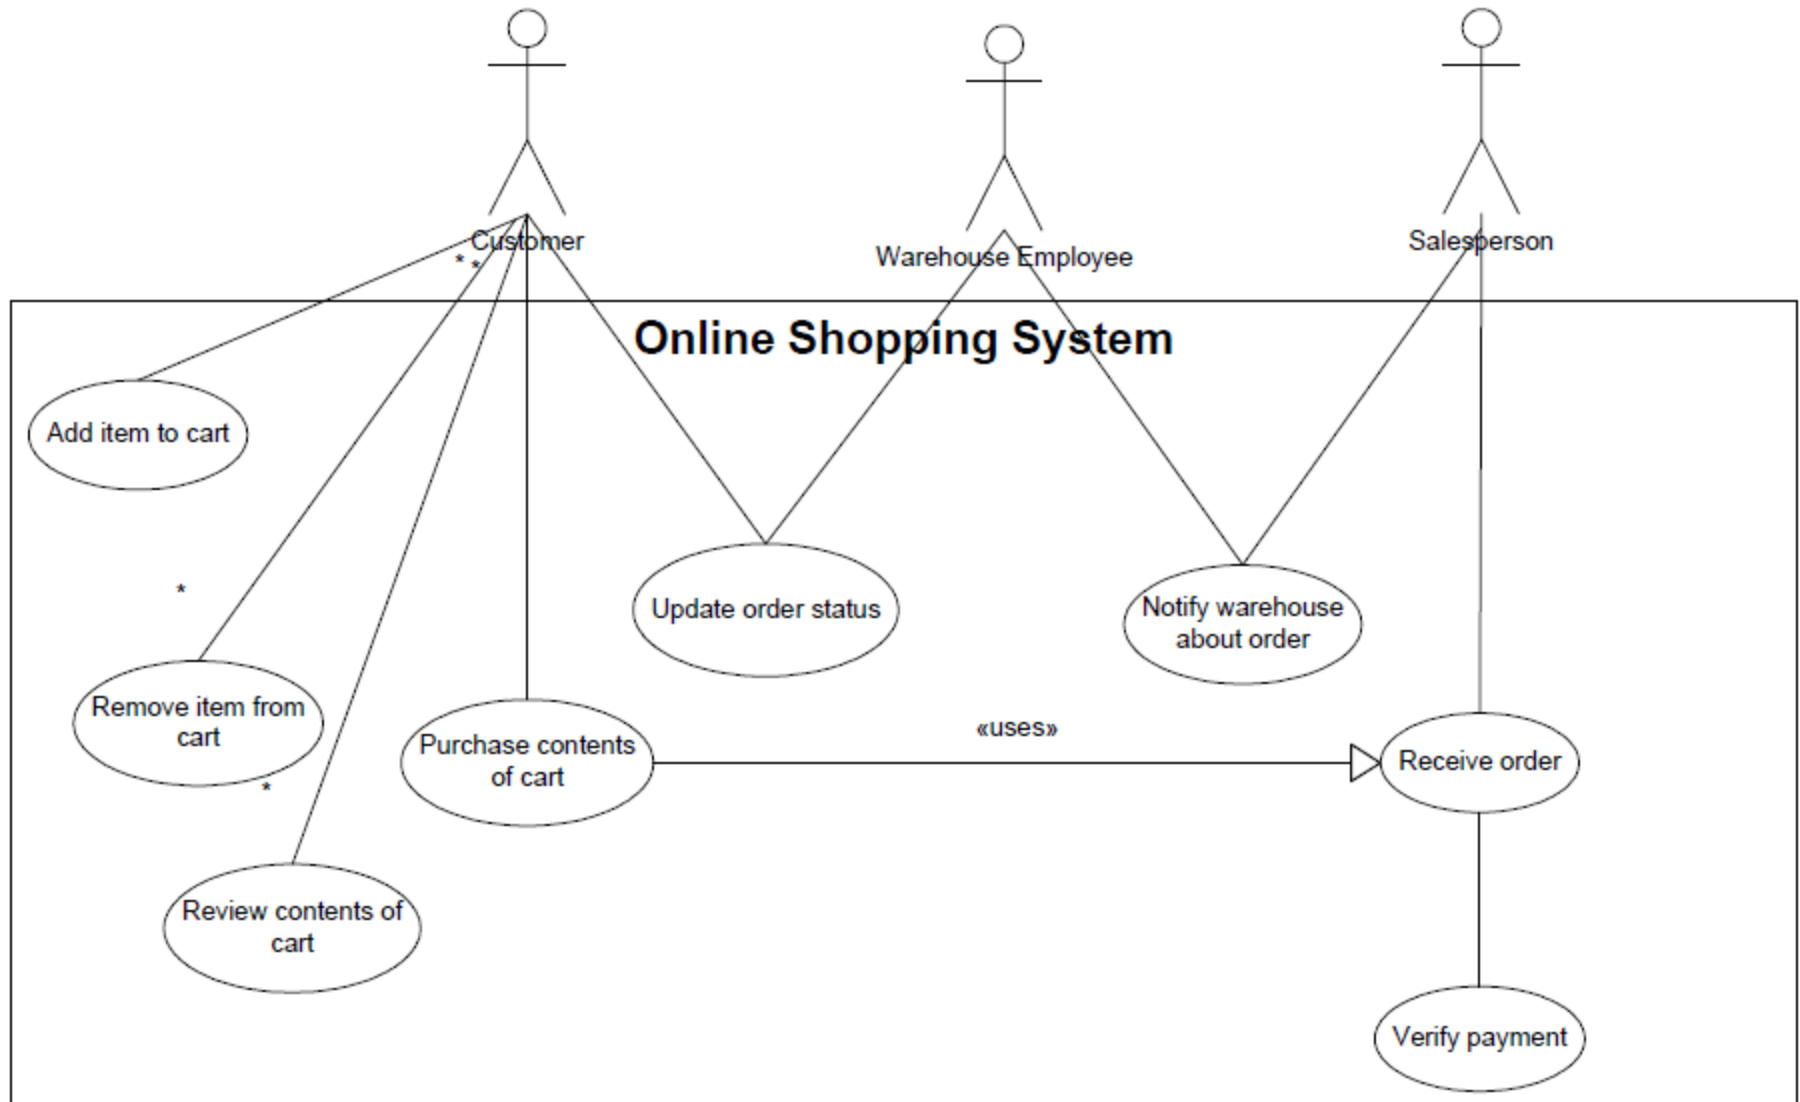 Customer
Warehouse Employee
Salesperson
* *
Online Shopping System
Add item to cart
*
Update order status
Notify warehouse
about order
Remove item from
cart
*
Purchase contents
of cart
«uses»
Receive order
Review contents of
cart
Verify payment